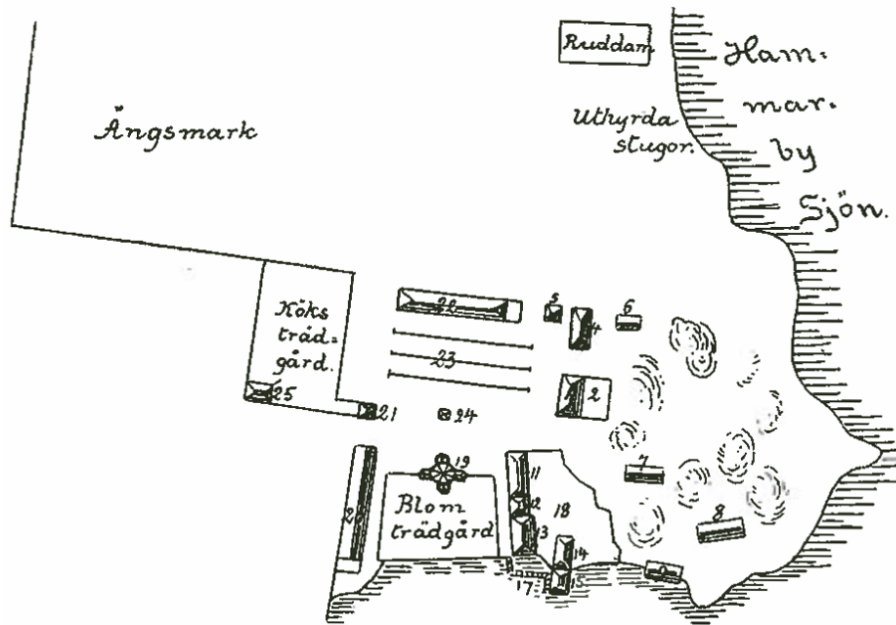 Ruddam.
Ham=
mar=
by
Sjön.
Ängsmark
Uthyrda
stugor.
Köks
träd=
gård.
22
5
4
6
23
2
25
21
24
19
11
7
12
18
Blom
trädgård
13
8
14
17
15